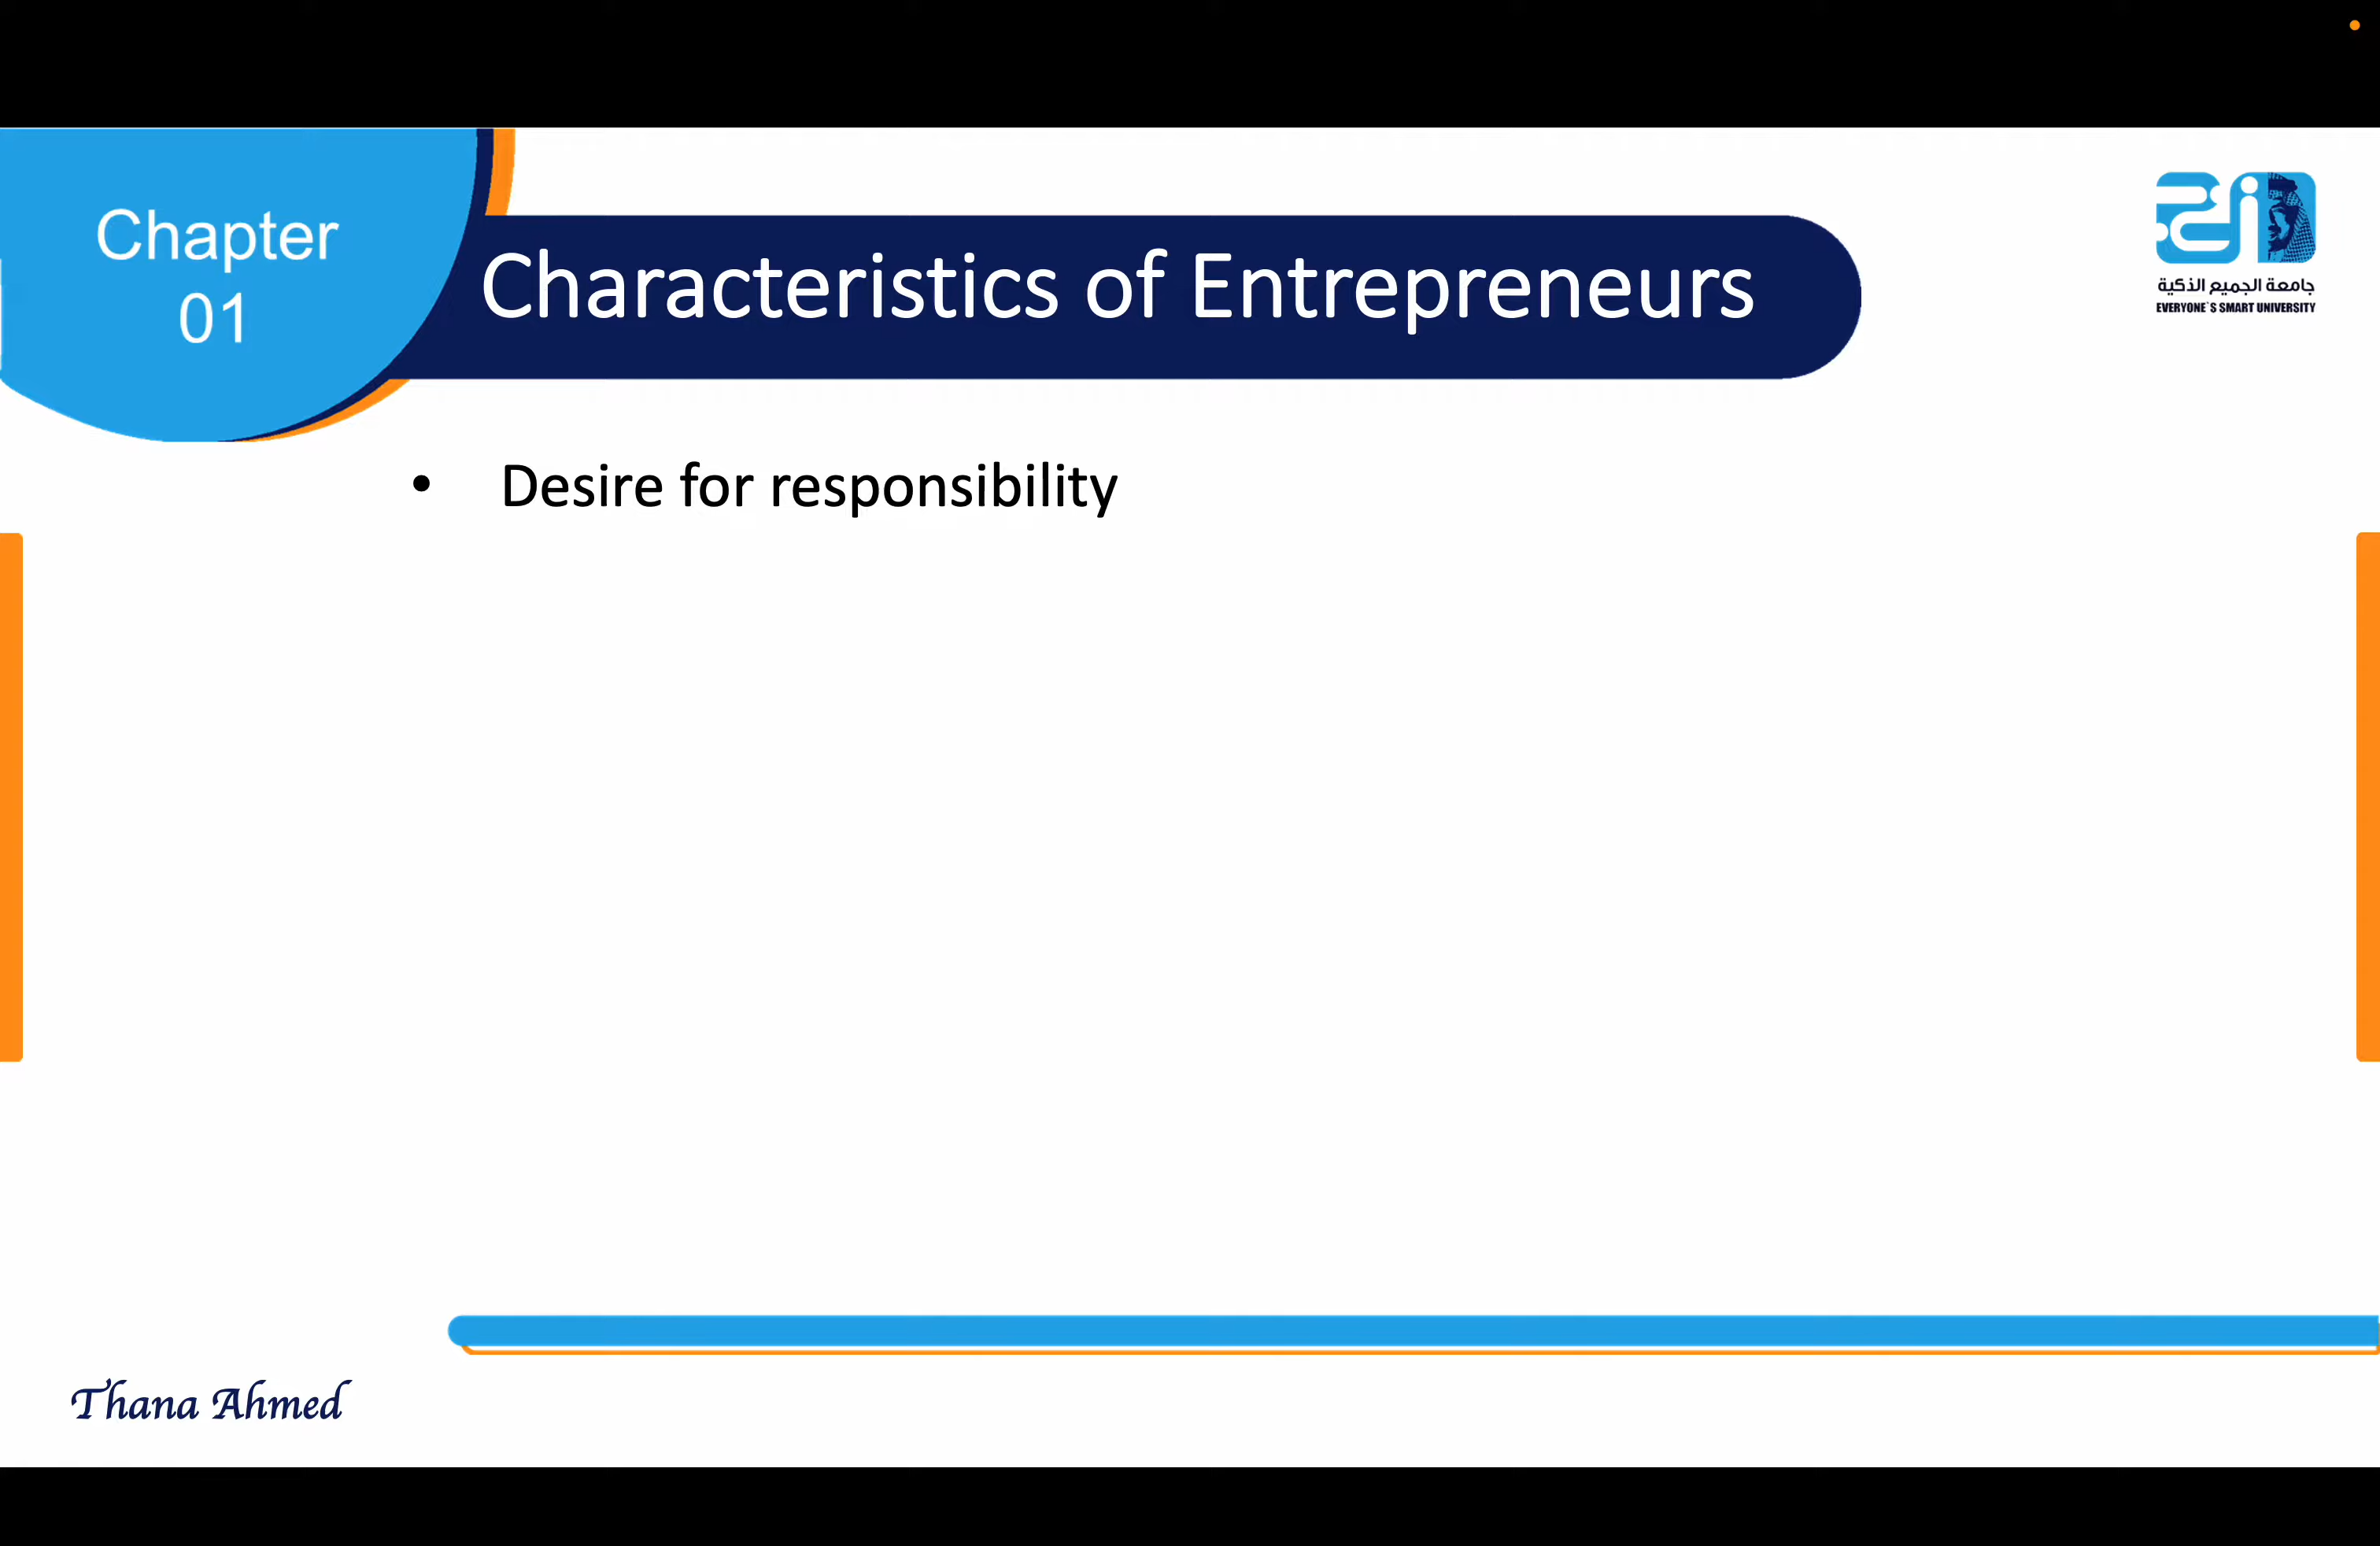 Chapter
01
Characteristics of Entrepreneurs
جامعة الجميع الذكية
EVERYONE`S SMART UNIVERSITY
• Desire for responsibility
Thana Ahmed